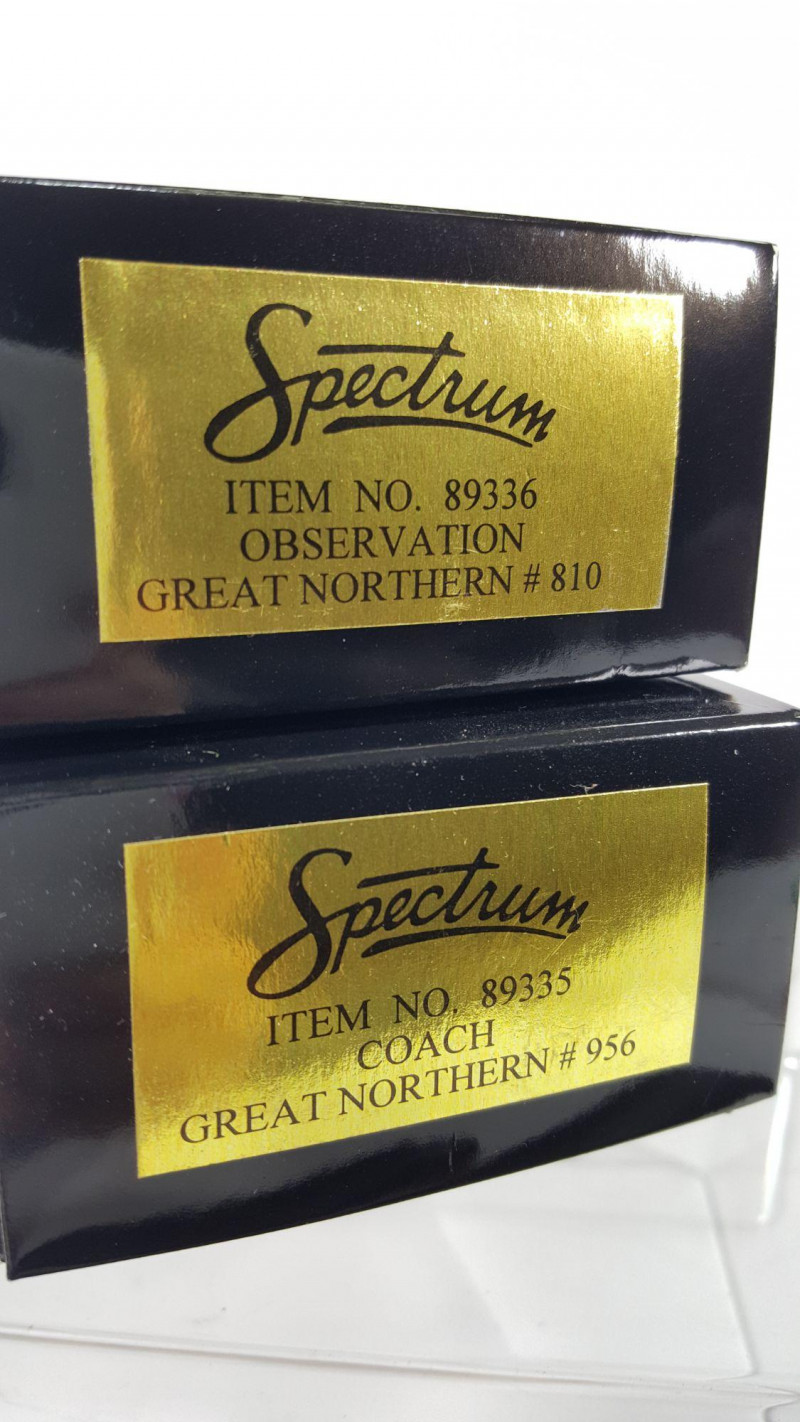 Spectrum
ITEM NO. 89336
OBSERVATION
GREAT NORTHERN # 810
Spectrum
ITEM NO. 89335
COACH
GREAT NORTHERN # 956